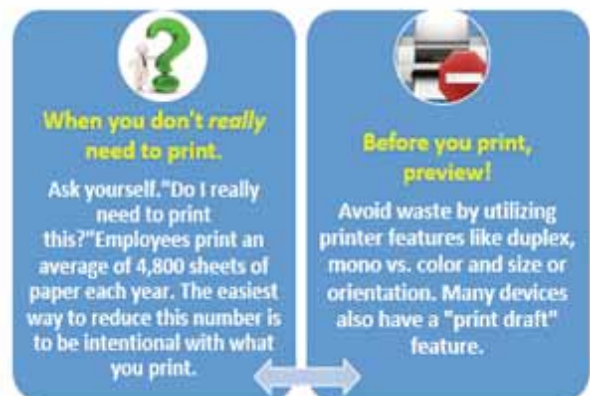 When you don't really
need to print.
Ask yourself."Do I really
need to print
this?"Employees print an
average of 4,800 sheets of
paper each year. The easiest
way to reduce this number is
to be intentional with what
you print.
Before you print,
preview!
Avoid waste by utilizing
printer features like duplex,
mono vs. color and size or
orientation. Many devices
also have a "print draft"
feature.